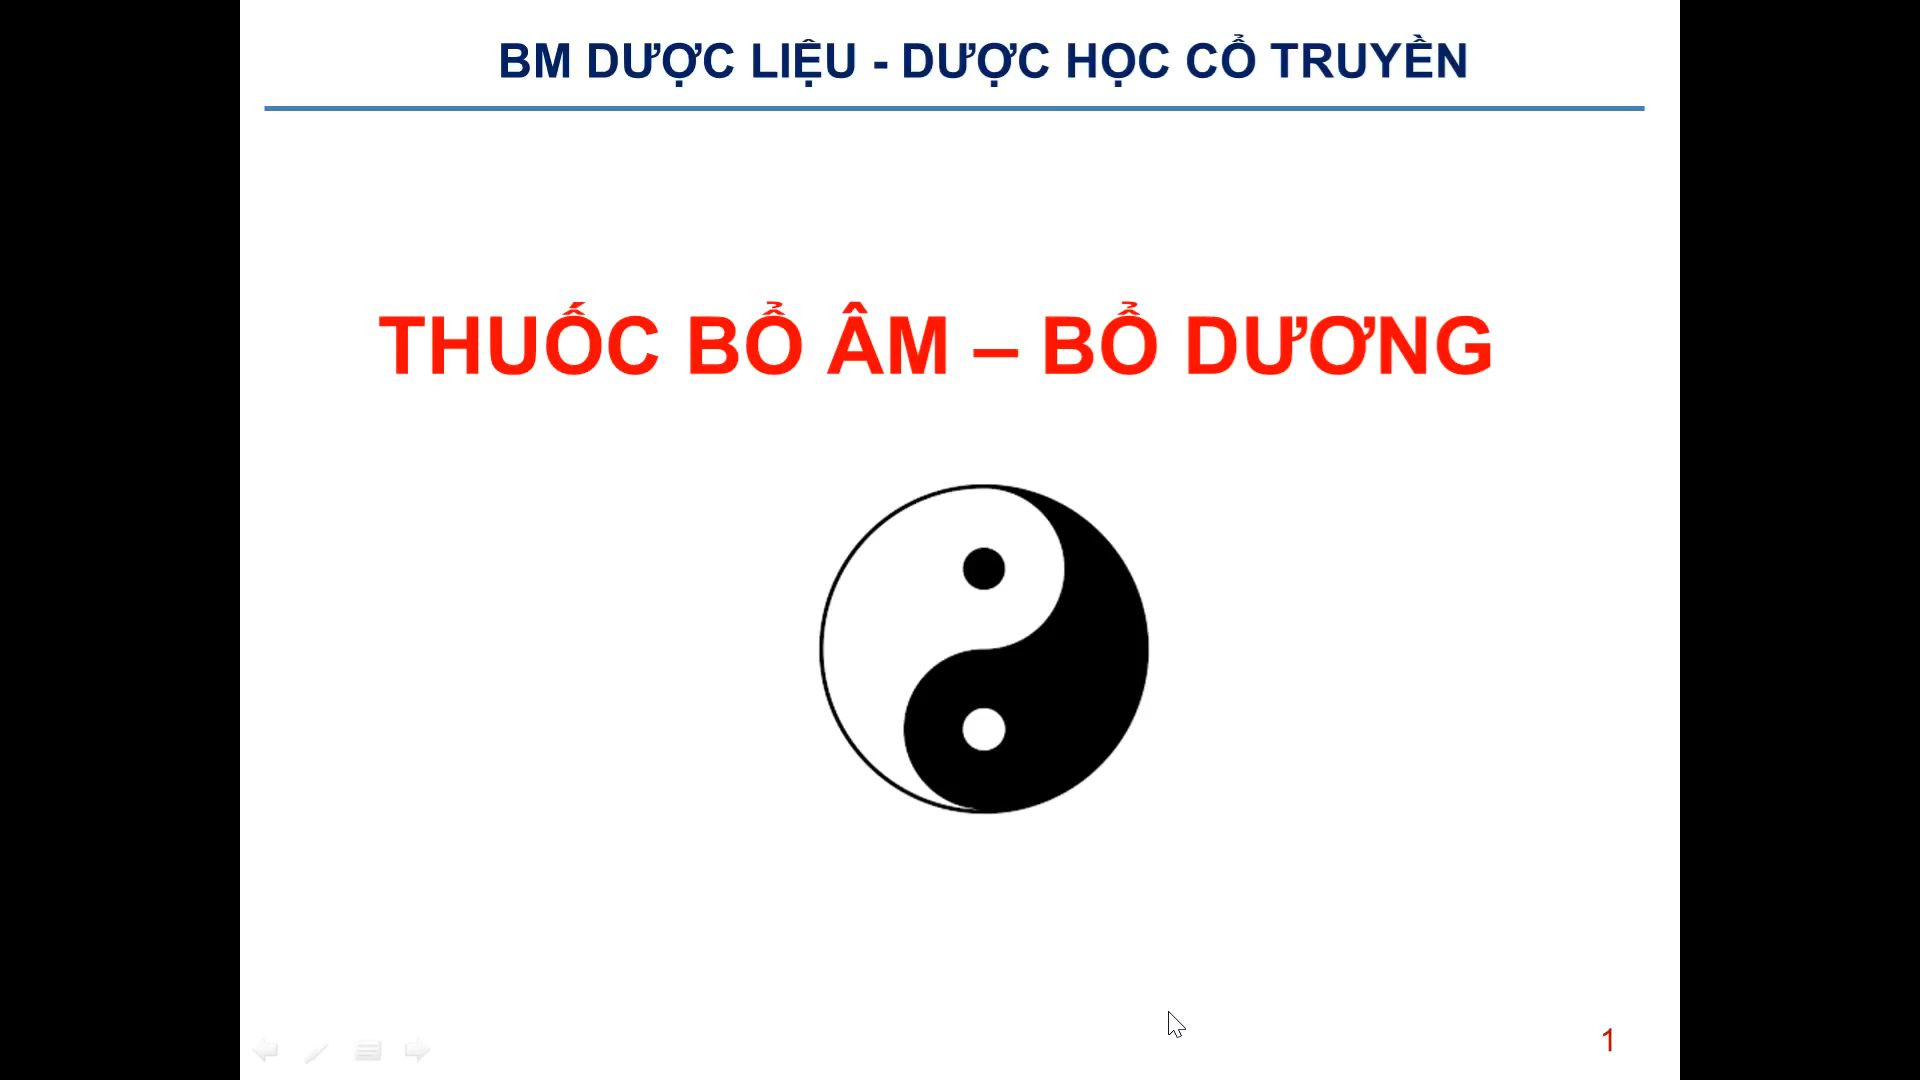 BM DƯỢC LIỆU - DƯỢC HỌC CỔ TRUYỀN
THUỐC BỔ ÂM – BỔ DƯƠNG
1